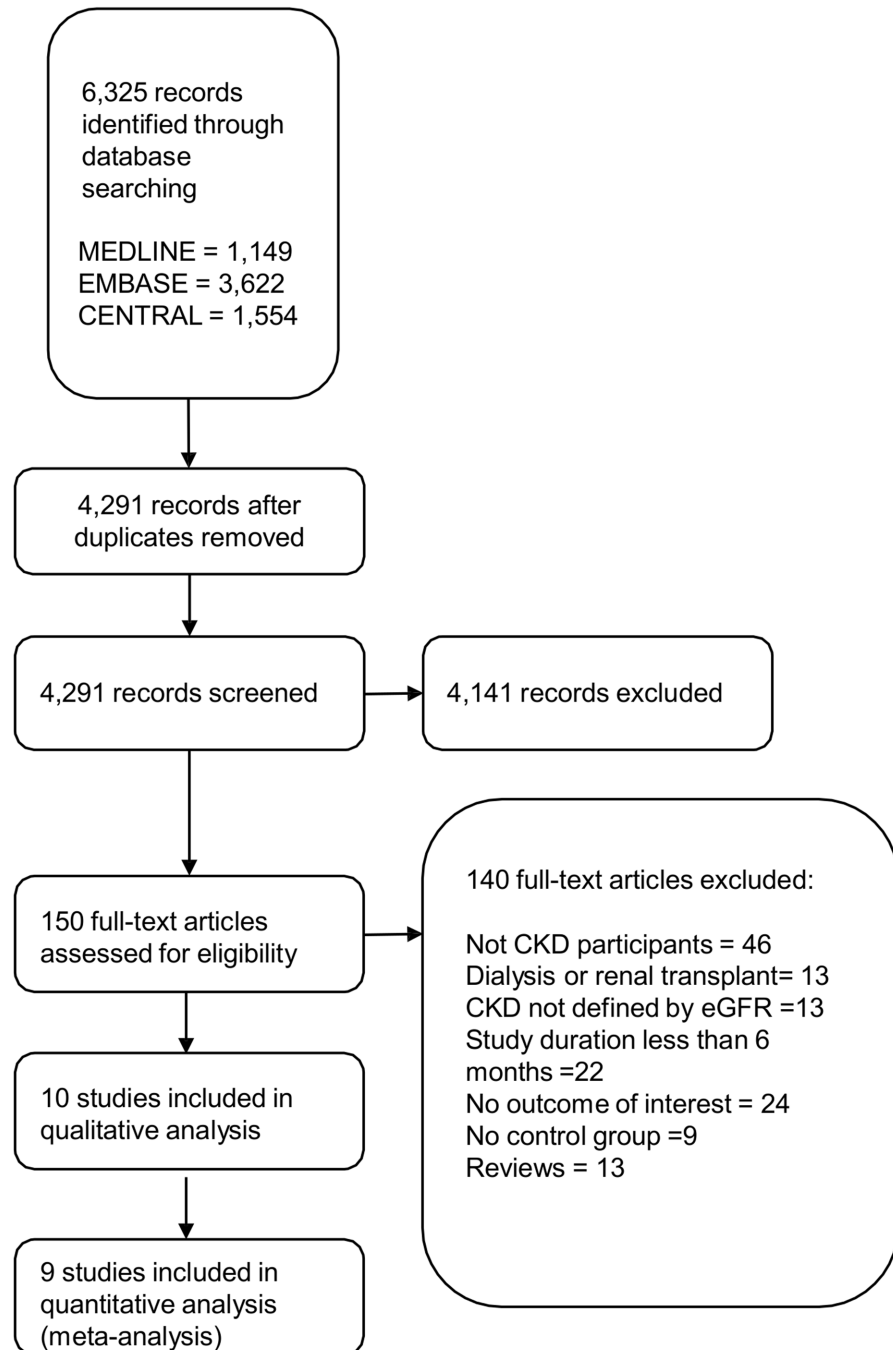 6,325 records
identified through
database
searching
MEDLINE = 1,149
EMBASE = 3,622
CENTRAL = 1,554
4,291 records after
duplicates removed
4,291 records screened
4,141 records excluded
150 full-text articles
assessed for eligibility
140 full-text articles excluded:
Not CKD participants = 46
Dialysis or renal transplant= 13
CKD not defined by eGFR =13
Study duration less than 6
months =22
No outcome of interest = 24
No control group =9
Reviews = 13
10 studies included in
qualitative analysis
9 studies included in
quantitative analysis
(meta-analysis)